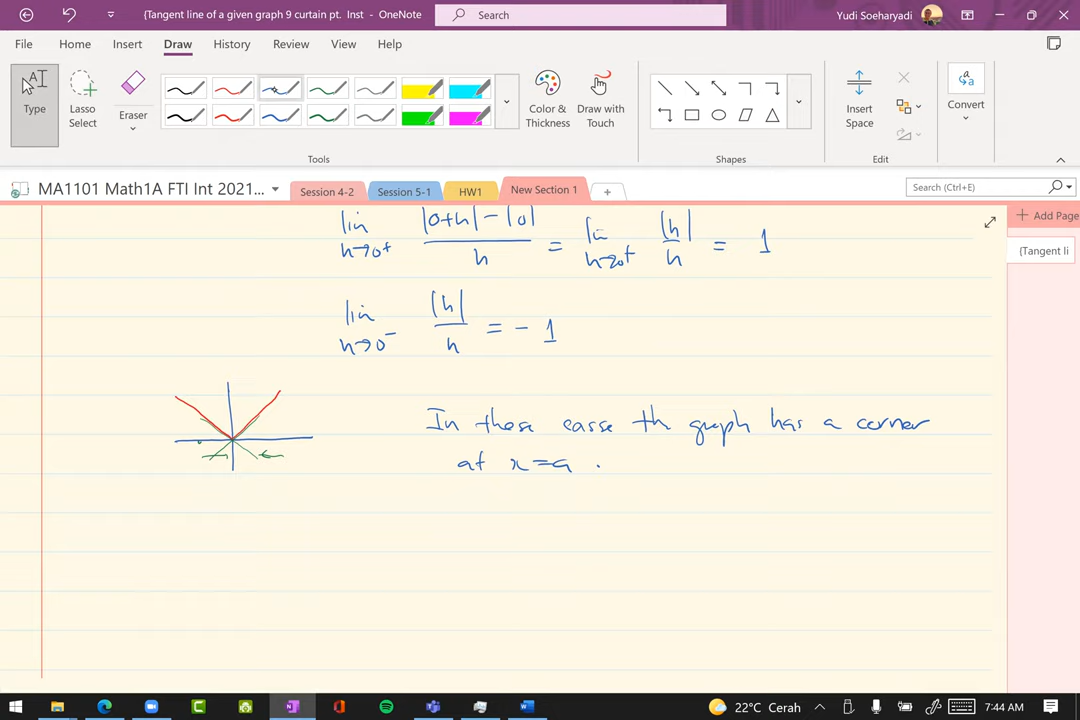 {Tangent line of a given graph 9 curtain pt. Inst - OneNote
Search
Yudi Soeharyadi
File Home Insert Draw History Review View Help
Type
Lasso Select
Eraser
Color & Thickness
Draw with Touch
Insert Space
Convert
Tools
Shapes
Edit
MA1101 Math1A FTI Int 2021...
Session 4-2
Session 5-1
HW1
New Section 1
Search (Ctrl+E)
Add Page
{Tangent li
lim h→0⁺ |0+h| - |0| / h = lim h→0⁺ |h| / h = 1
lim h→0⁻ |h| / h = - 1
In these casse th graph has a corner
at x=a .
22°C Cerah
7:44 AM